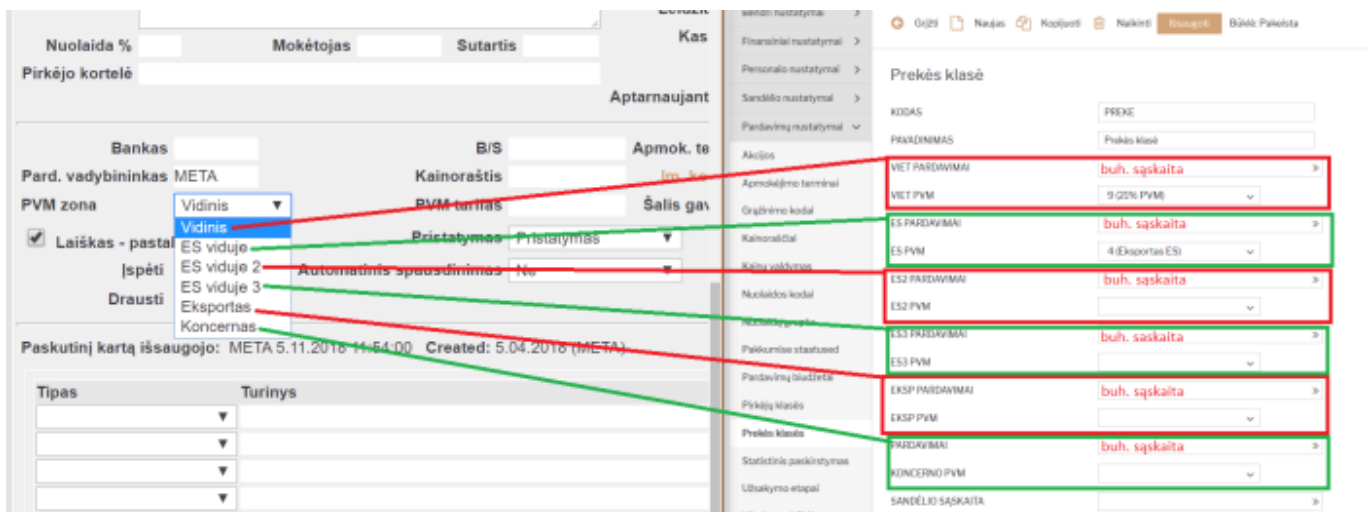 Nuolaida %
Mokėtojas
Sutartis
Kas
Pirkėjo kortelė
Aptarnaujant
Bankas
B/S
Apmok. te
Pard. vadybininkas META
Kainoraštis
PVM zona
Vidinis
PVM tarifas
Šalis gav
Vidinis
ES viduje
ES viduje 2
ES viduje 3
Eksportas
Koncernas
Laiškas - pastal
Pristatymas Pristatymas
Įspėti
Automatinis spausdinimas Ne
Drausti
Paskutinį kartą išsaugojo: META 5.11.2018 11:54:00 Created: 5.04.2018 (META)
Tipas
Turinys
Bendri nustatymai
Finansiniai nustatymai
Personalo nustatymai
Sandėlio nustatymai
Pardavimų nustatymai
Akcijos
Apmokėjimo terminai
Grąžinimo kodai
Kainoraščiai
Kainų valdymas
Nuolaidos kodai
Pakkumise staatused
Pardavimų biudžetai
Pirkėjų klasės
Prekės klasės
Statistinis paskirstymas
Užsakymo etapai
Grįžti
Naujas
Kopijuoti
Naikinti
Išsaugoti
Būklė: Pakeista
Prekės klasė
KODAS
PREKE
PAVADINIMAS
Prekės klasė
VIET PARDAVIMAI
buh. sąskaita
VIET PVM
9 (21% PVM)
ES PARDAVIMAI
buh. sąskaita
ES PVM
4 (Eksportas ES)
ES2 PARDAVIMAI
buh. sąskaita
ES2 PVM
ES3 PARDAVIMAI
buh. sąskaita
ES3 PVM
EKSP PARDAVIMAI
buh. sąskaita
EKSP PVM
PARDAVIMAI
buh. sąskaita
KONCERNO PVM
SANDĖLIO SĄSKAITA